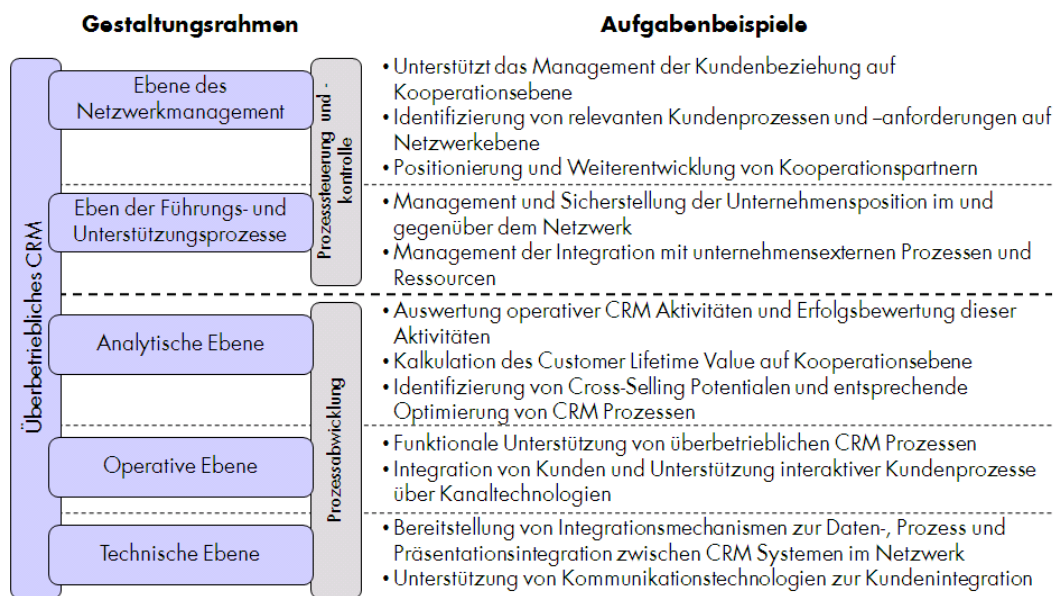 Gestaltungsrahmen
Aufgabenbeispiele
Überbetriebliches CRM
Ebene des
Netzwerkmanagement
Eben der Führungs- und
Unterstützungsprozesse
Prozesssteuerung und -
kontrolle
• Unterstützt das Management der Kundenbeziehung auf
Kooperationsebene
• Identifizierung von relevanten Kundenprozessen und –anforderungen auf
Netzwerkebene
• Positionierung und Weiterentwicklung von Kooperationspartnern
• Management und Sicherstellung der Unternehmensposition im und
gegenüber dem Netzwerk
• Management der Integration mit unternehmensexternen Prozessen und
Ressourcen
Analytische Ebene
Operative Ebene
Technische Ebene
Prozessabwicklung
• Auswertung operativer CRM Aktivitäten und Erfolgsbewertung dieser
Aktivitäten
• Kalkulation des Customer Lifetime Value auf Kooperationsebene
• Identifizierung von Cross-Selling Potentialen und entsprechende
Optimierung von CRM Prozessen
• Funktionale Unterstützung von überbetrieblichen CRM Prozessen
• Integration von Kunden und Unterstützung interaktiver Kundenprozesse
über Kanaltechnologien
• Bereitstellung von Integrationsmechanismen zur Daten-, Prozess und
Präsentationsintegration zwischen CRM Systemen im Netzwerk
• Unterstützung von Kommunikationstechnologien zur Kundenintegration